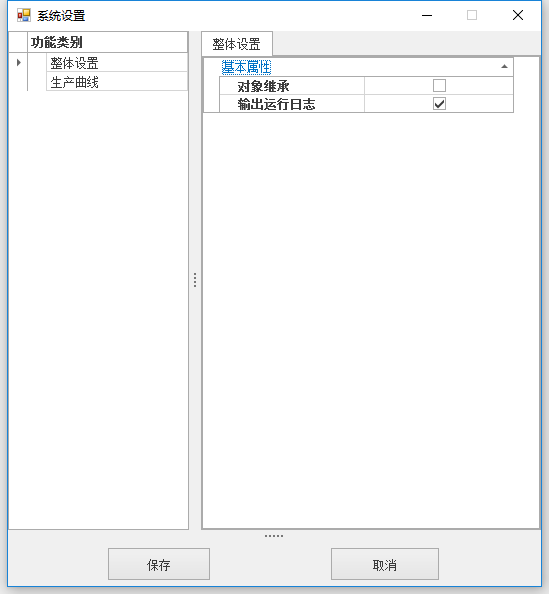 系统设置
功能类别
整体设置
生产曲线
整体设置
基本属性
对象继承
输出运行日志
保存
取消